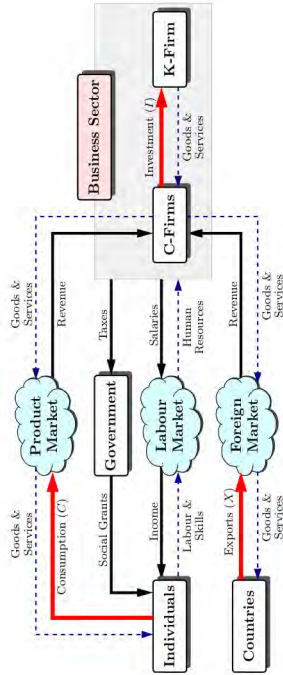 Goods &
Services
Consumption (C)
Product
Market
Goods &
Services
Revenue
Business Sector
Individuals
Social Grants
Government
Taxes
Income
Labour &
Skills
Labour
Market
Salaries
Human
Resources
C-Firms
Investment (I)
Goods &
Services
K-Firm
Countries
Exports (X)
Goods &
Services
Foreign
Market
Revenue
Goods &
Services